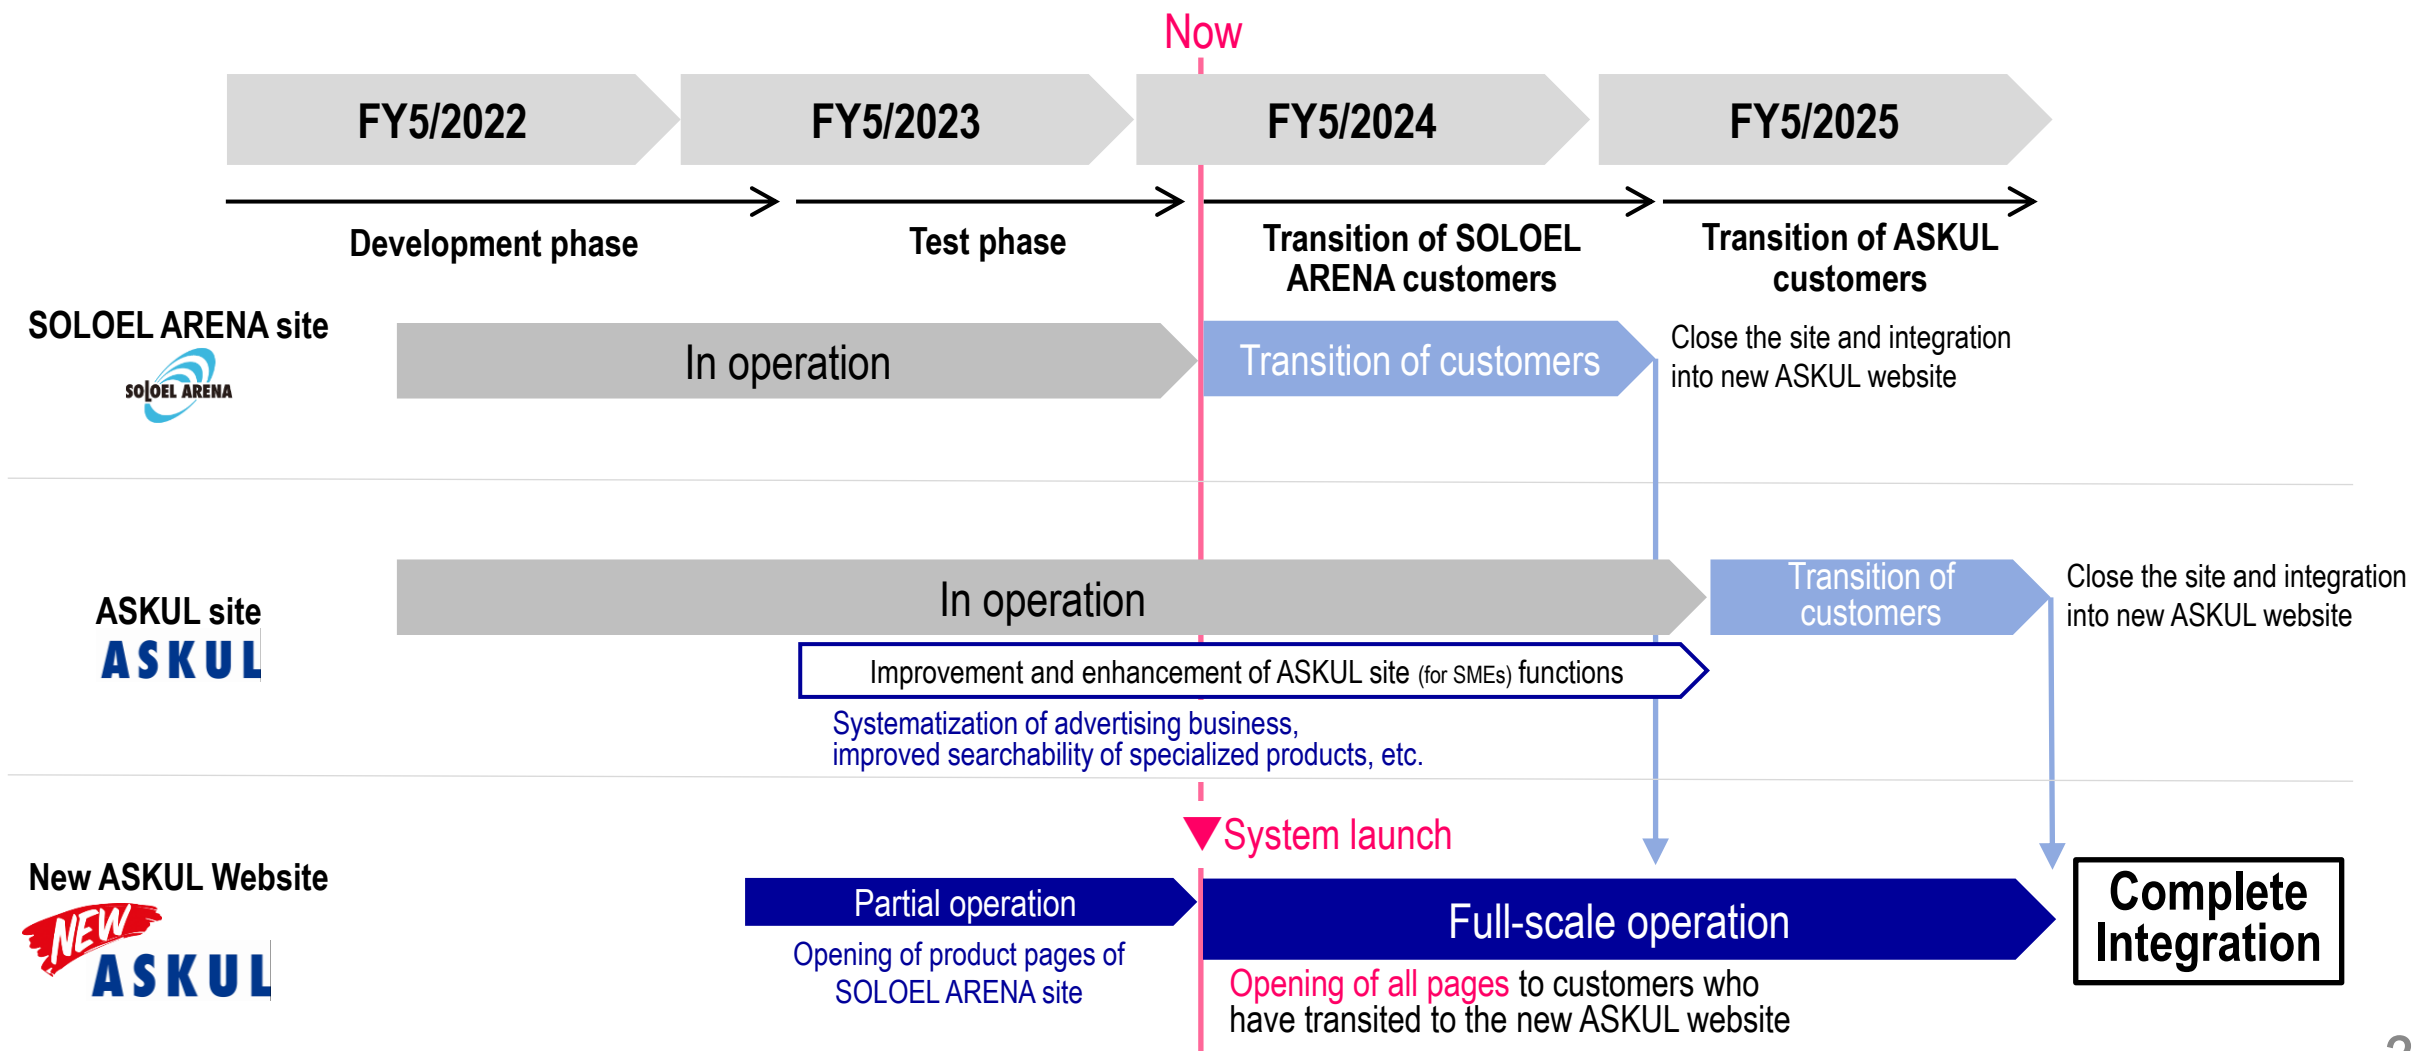 Now
FY5/2022
FY5/2023
FY5/2024
FY5/2025
Development phase
Test phase
Transition of SOLOEL
ARENA customers
Transition of ASKUL
customers
SOLOEL ARENA site
SOLOEL ARENA
In operation
Transition of customers
Close the site and integration
into new ASKUL website
ASKUL site
ASKUL
In operation
Transition of
customers
Close the site and integration
into new ASKUL website
Improvement and enhancement of ASKUL site (for SMEs) functions
Systematization of advertising business,
improved searchability of specialized products, etc.
System launch
New ASKUL Website
NEW
ASKUL
Partial operation
Opening of product pages of
SOLOEL ARENA site
Full-scale operation
Opening of all pages to customers who
have transited to the new ASKUL website
Complete
Integration